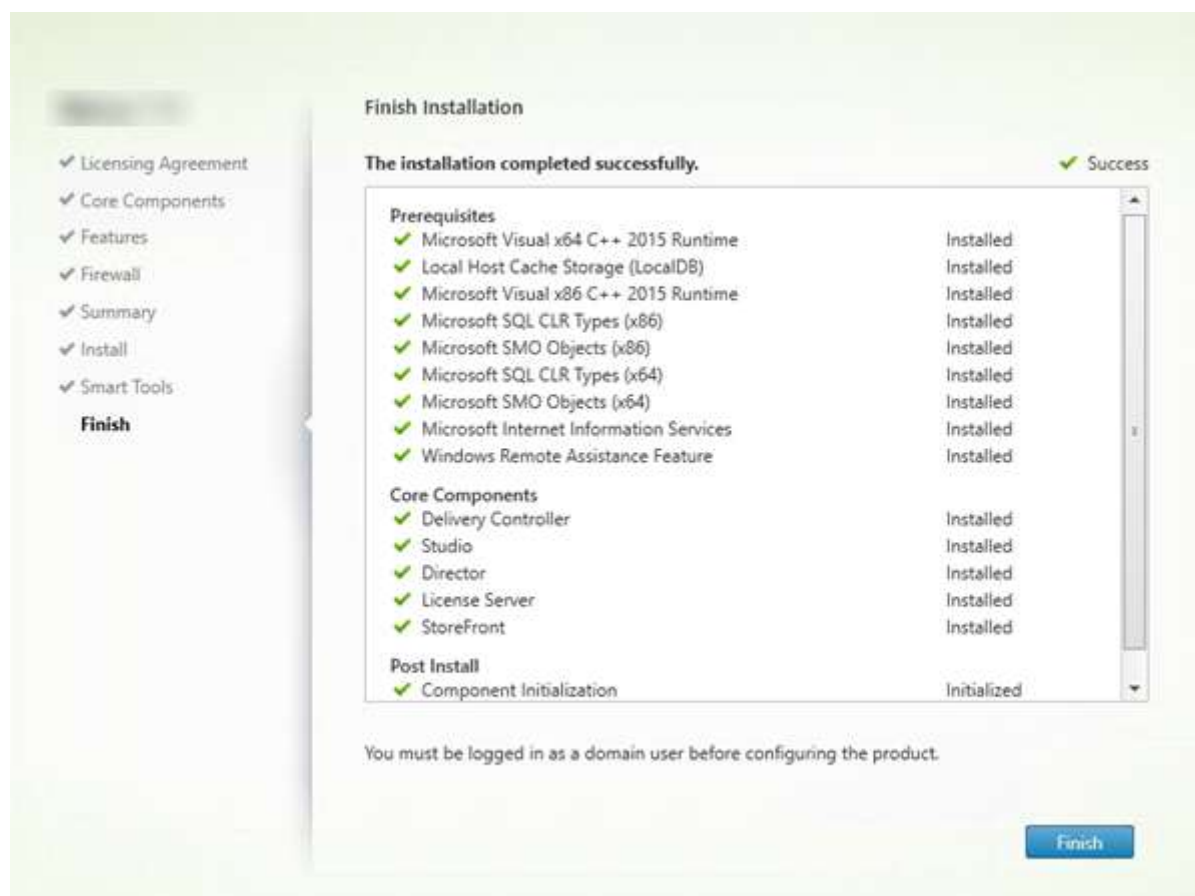 Finish Installation
Licensing Agreement
Core Components
Features
Firewall
Summary
Install
Smart Tools
Finish
The installation completed successfully. Success
Prerequisites
Microsoft Visual x64 C++ 2015 Runtime Installed
Local Host Cache Storage (LocalDB) Installed
Microsoft Visual x86 C++ 2015 Runtime Installed
Microsoft SQL CLR Types (x86) Installed
Microsoft SMO Objects (x86) Installed
Microsoft SQL CLR Types (x64) Installed
Microsoft SMO Objects (x64) Installed
Microsoft Internet Information Services Installed
Windows Remote Assistance Feature Installed
Core Components
Delivery Controller Installed
Studio Installed
Director Installed
License Server Installed
StoreFront Installed
Post Install
Component Initialization Initialized
You must be logged in as a domain user before configuring the product.
Finish